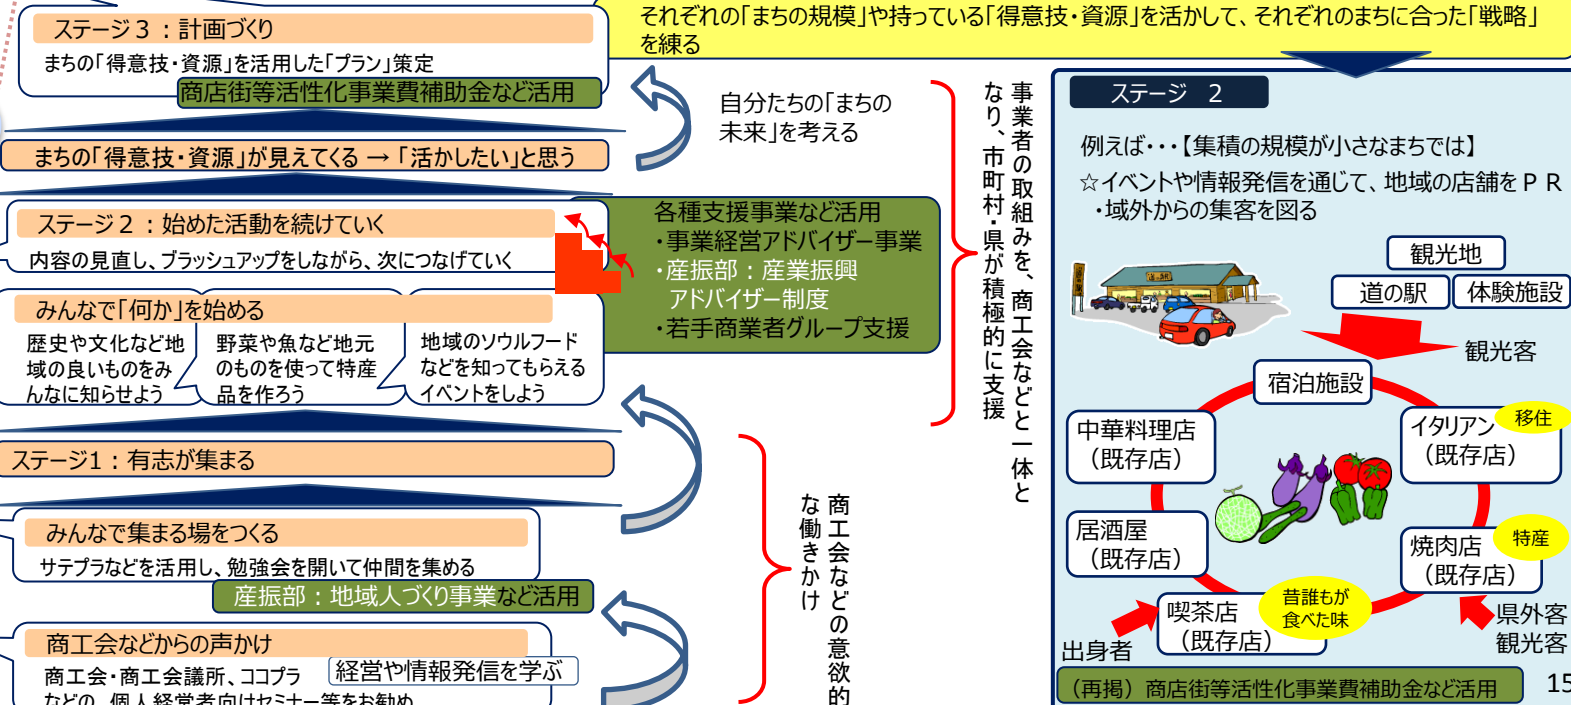 それぞれの「まちの規模」や持っている「得意技・資源」を活かして、それぞれのまちに合った「戦略」
を練る
ステージ３：計画づくり
まちの「得意技・資源」を活用した「プラン」策定
商店街等活性化事業費補助金など活用
自分たちの「まちの
未来」を考える
まちの「得意技・資源」が見えてくる → 「活かしたい」と思う
ステージ２：始めた活動を続けていく
内容の見直し、ブラッシュアップをしながら、次につなげていく
各種支援事業など活用
・事業経営アドバイザー事業
・産振部：産業振興
アドバイザー制度
・若手商業者グループ支援
みんなで「何か」を始める
歴史や文化など地
域の良いものをみ
んなに知らせよう
野菜や魚など地元
のものを使って特産
品を作ろう
地域のソウルフード
などを知ってもらえる
イベントをしよう
事業者の取組みを、商工会などと一体と
なり、市町村・県が積極的に支援
ステージ1：有志が集まる
みんなで集まる場をつくる
サテプラなどを活用し、勉強会を開いて仲間を集める
産振部：地域人づくり事業など活用
商工会などの意欲的
な働きかけ
商工会などからの声かけ
商工会・商工会議所、ココプラ
経営や情報発信を学ぶ
などの、個人経営者向けセミナー等をお勧め
ステージ　２
例えば・・・【集積の規模が小さなまちでは】
☆イベントや情報発信を通じて、地域の店舗をＰＲ
・域外からの集客を図る
道の駅
観光地
道の駅
体験施設
観光客
宿泊施設
中華料理店
（既存店）
イタリアン
（既存店）
移住
居酒屋
（既存店）
焼肉店
（既存店）
特産
喫茶店
（既存店）
昔誰もが
食べた味
出身者
県外客
観光客
（再掲）商店街等活性化事業費補助金など活用
15